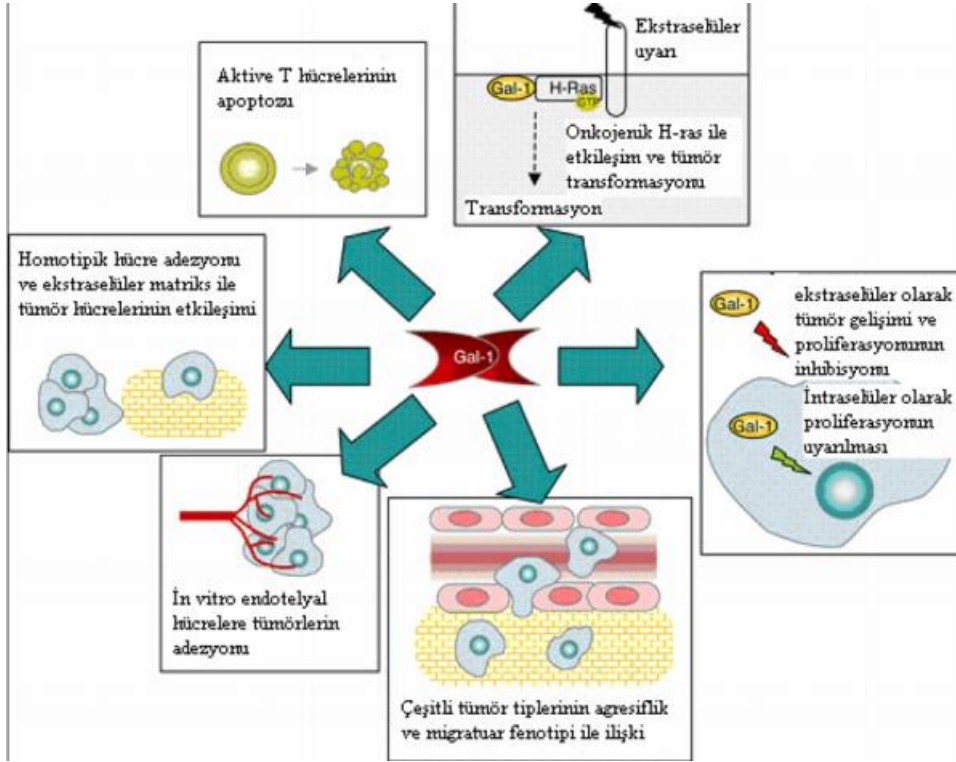 Ekstraselüler
uyarı
Gal-1
H-Ras
GTP
Onkojenik H-ras ile
etkileşim ve tümör
transformasyonu
Transformasyon
Aktive T hücrelerinin
apoptozu
Homotipik hücre adezyonu
ve ekstraselüler matriks ile
tümör hücrelerinin etkileşimi
Gal-1
Gal-1
ekstraselüler olarak
tümör gelişimi ve
proliferasyonunun
inhibisyonu
İntraselüler olarak
proliferasyonun
uyarılması
Gal-1
İn vitro endotelyal
hücrelere tümörlerin
adezyonu
Çeşitli tümör tiplerinin agresiflik
ve migratuar fenotipi ile ilişki